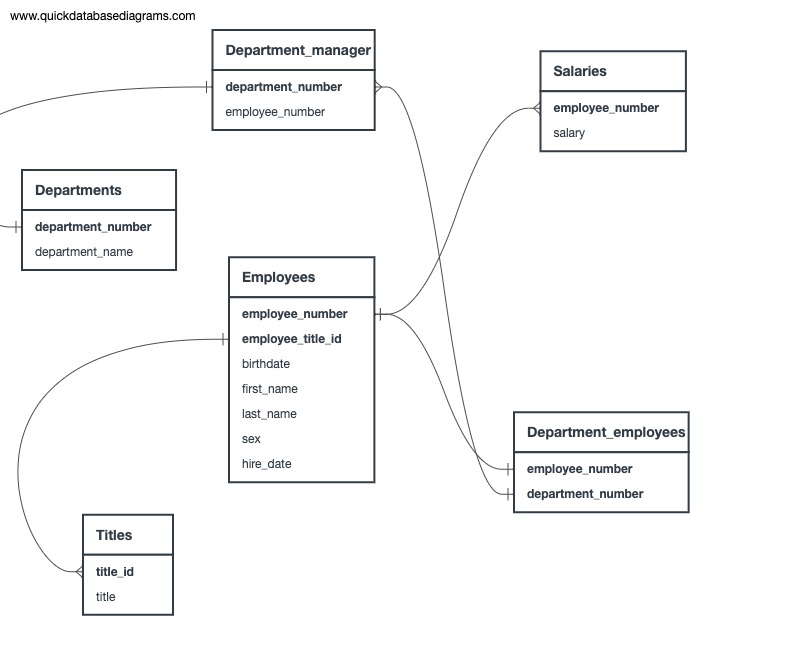 www.quickdatabasediagrams.com
Department_manager
department_number
employee_number
Salaries
employee_number
salary
Departments
department_number
department_name
Employees
employee_number
employee_title_id
birthdate
first_name
last_name
sex
hire_date
Department_employees
employee_number
department_number
Titles
title_id
title